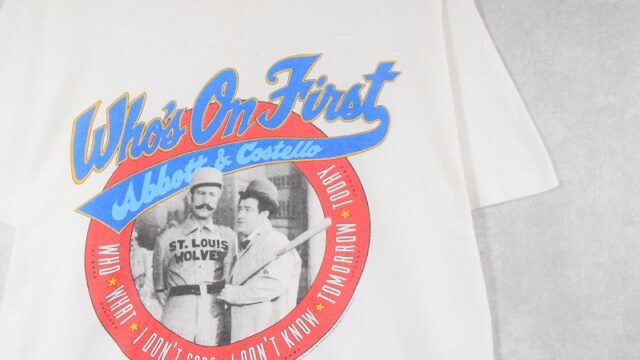 Who's On First
Abbott & Costello
ST. LOUIS
WOLVES
WHO ★ WHAT ★ I DON'T CARE ★ I DON'T KNOW ★ TOMORROW ★ TODAY